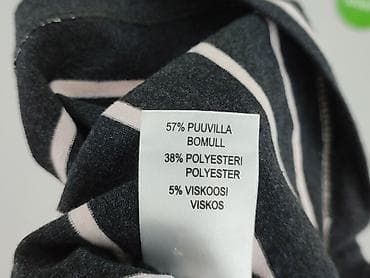 57% PUUVILLA
BOMULL
38% POLYESTERI
POLYESTER
5% VISKOOSI
VISKOS